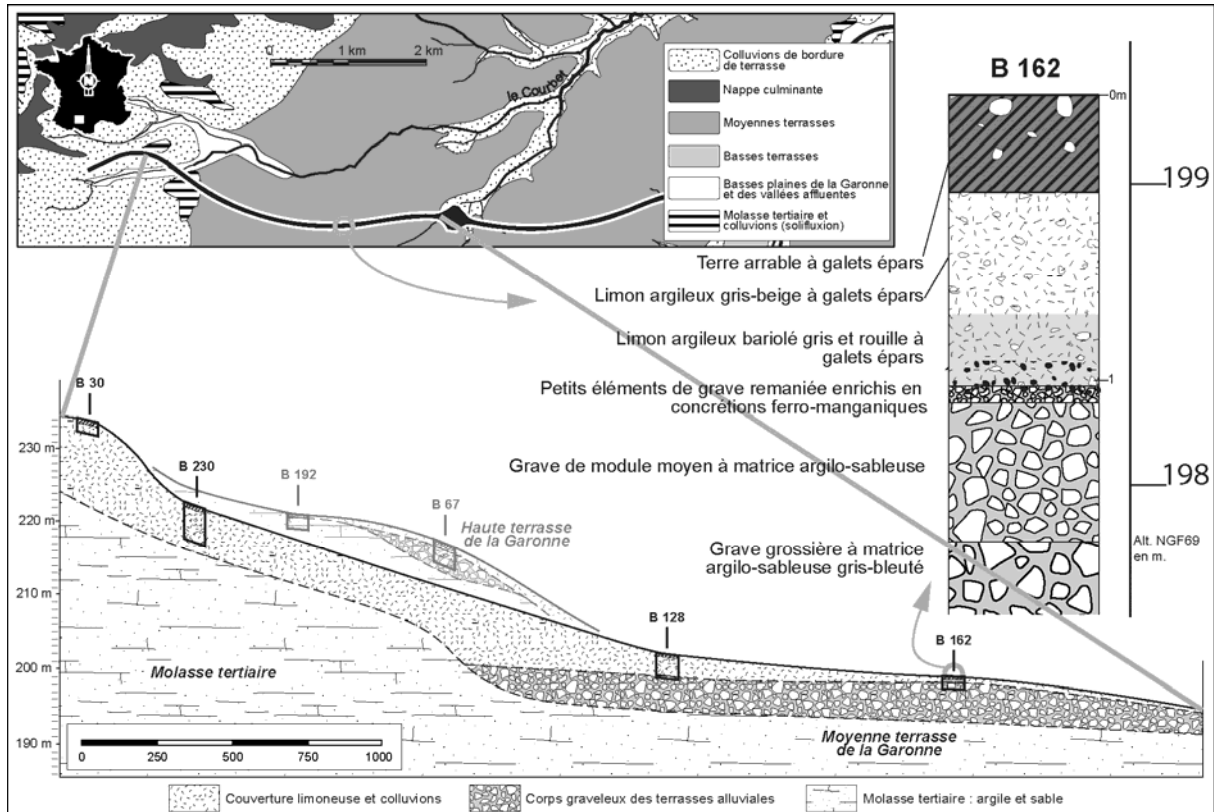 0 1 km 2 km
le Courbet
N
Colluvions de bordure
de terrasse
Nappe culminante
Moyennes terrasses
Basses terrasses
Basses plaines de la Garonne
et des vallées affluentes
Molasse tertiaire et
colluvions (solifluxion)
B 162
0m
199
1
198
Alt. NGF69
en m.
Terre arrable à galets épars
Limon argileux gris-beige à galets épars
Limon argileux bariolé gris et rouille à
galets épars
Petits éléments de grave remaniée enrichis en
concrétions ferro-manganiques
Grave de module moyen à matrice argilo-sableuse
Grave grossière à matrice
argilo-sableuse gris-bleuté
B 30
B 230
B 192
B 67
Haute terrasse
de la Garonne
B 128
B 162
230 m
220 m
210 m
200 m
190 m
Molasse tertiaire
Moyenne terrasse
de la Garonne
0 250 500 750 1000
Couverture limoneuse et colluvions
Corps graveleux des terrasses alluviales
Molasse tertiaire : argile et sable